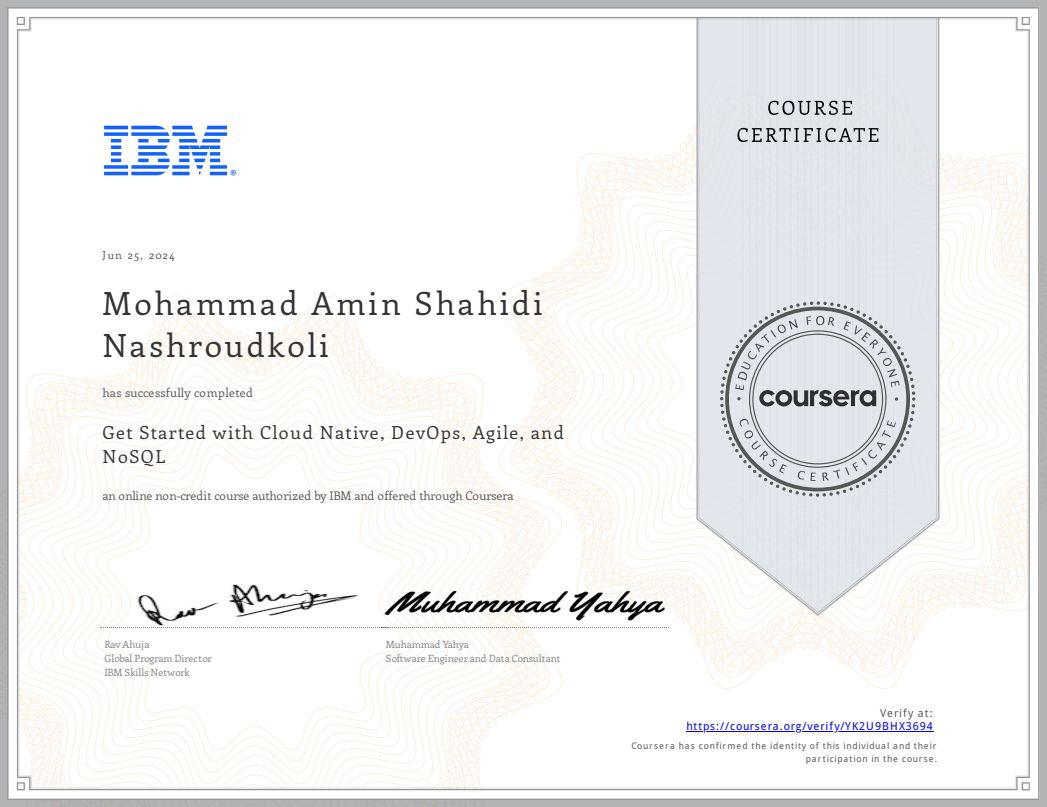 COURSE
CERTIFICATE
IBM®
Jun 25, 2024
Mohammad Amin Shahidi
Nashroudkoli
has successfully completed
Get Started with Cloud Native, DevOps, Agile, and
NoSQL
an online non-credit course authorized by IBM and offered through Coursera
EDUCATION FOR EVERYONE
coursera
COURSE CERTIFICATE
Rav Ahuja
Muhammad Yahya
Rav Ahuja
Global Program Director
IBM Skills Network
Muhammad Yahya
Software Engineer and Data Consultant
Verify at:
https://coursera.org/verify/YK2U9BHX3694
Coursera has confirmed the identity of this individual and their
participation in the course.